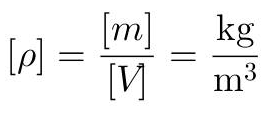 [ρ] = [m]/[V] = kg/m³